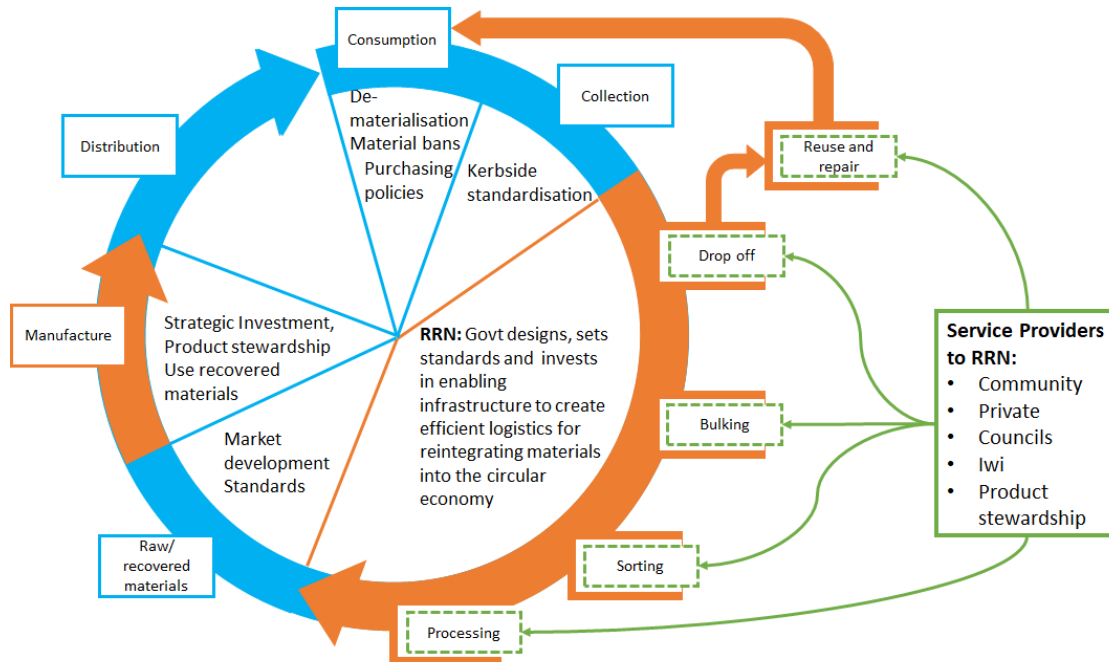 Consumption
Collection
Distribution
De-
materialisation
Material bans
Purchasing
policies
Kerbside
standardisation
Reuse and
repair
Drop off
Manufacture
Strategic Investment,
Product stewardship
Use recovered
materials
RRN: Govt designs, sets
standards and invests
in enabling
infrastructure to create
efficient logistics for
reintegrating materials
into the circular
economy
Service Providers
to RRN:
• Community
• Private
• Councils
• Iwi
• Product
stewardship
Bulking
Market
development
Standards
Raw/
recovered
materials
Sorting
Processing